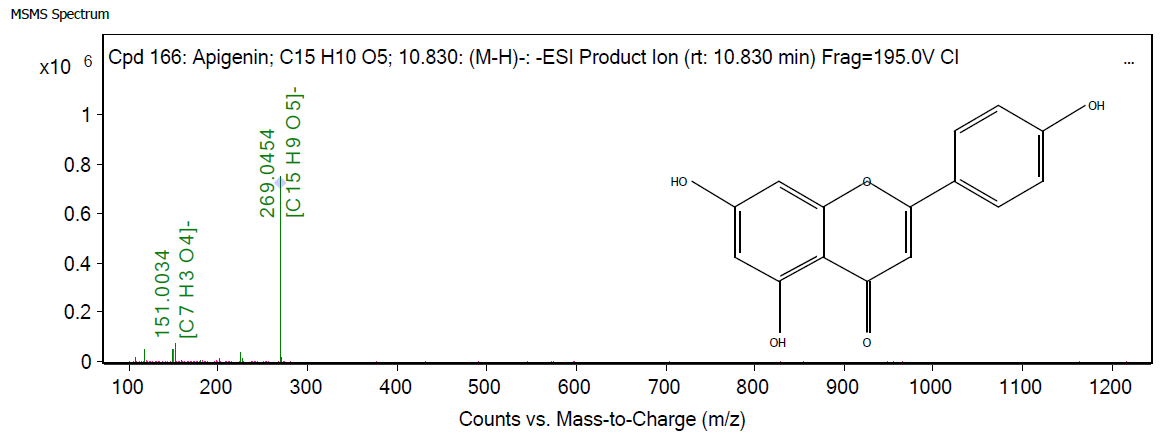 MSMS Spectrum
x10 6
Cpd 166: Apigenin; C15 H10 O5; 10.830: (M-H)-: -ESI Product Ion (rt: 10.830 min) Frag=195.0V CI
...
1
0.8
0.6
0.4
0.2
0
151.0034
[C7 H3 O4]-
269.0454
[C15 H9 O5]-
OH
HO
O
OH
O
100 200 300 400 500 600 700 800 900 1000 1100 1200
Counts vs. Mass-to-Charge (m/z)